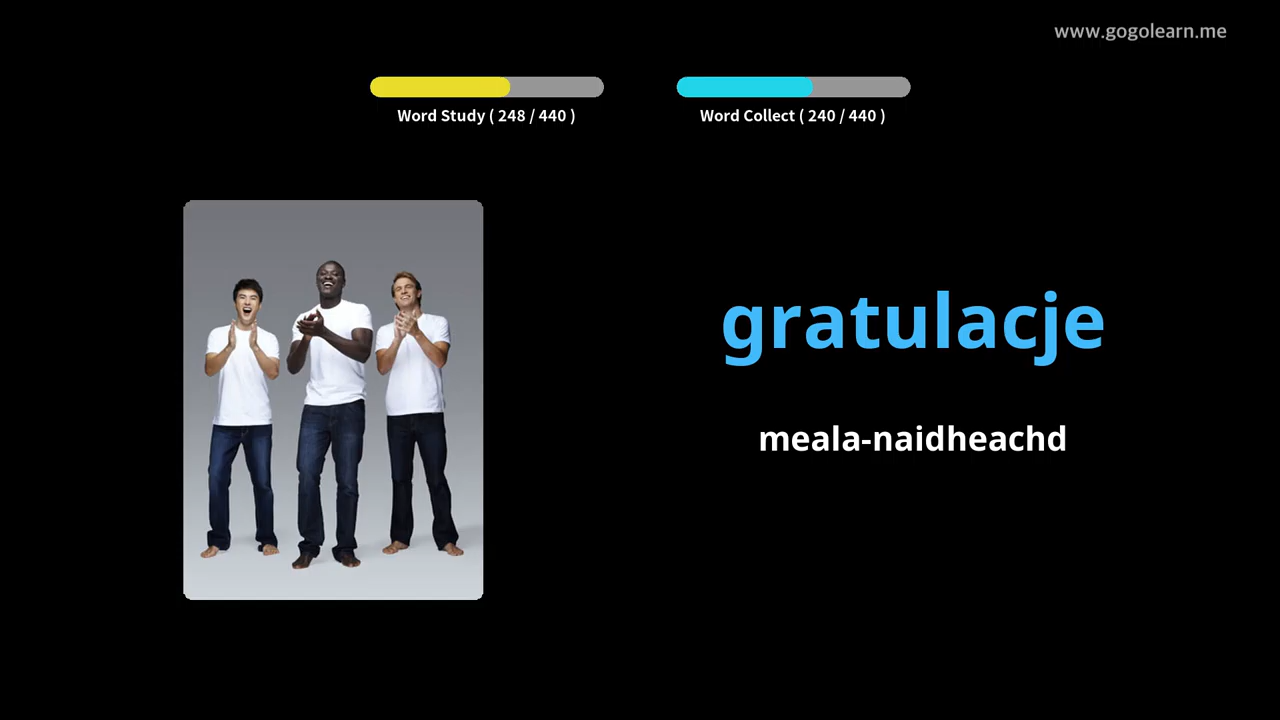 www.gogolearn.me
Word Study ( 248 / 440 )
Word Collect ( 240 / 440 )
gratulacje
meala-naidheachd